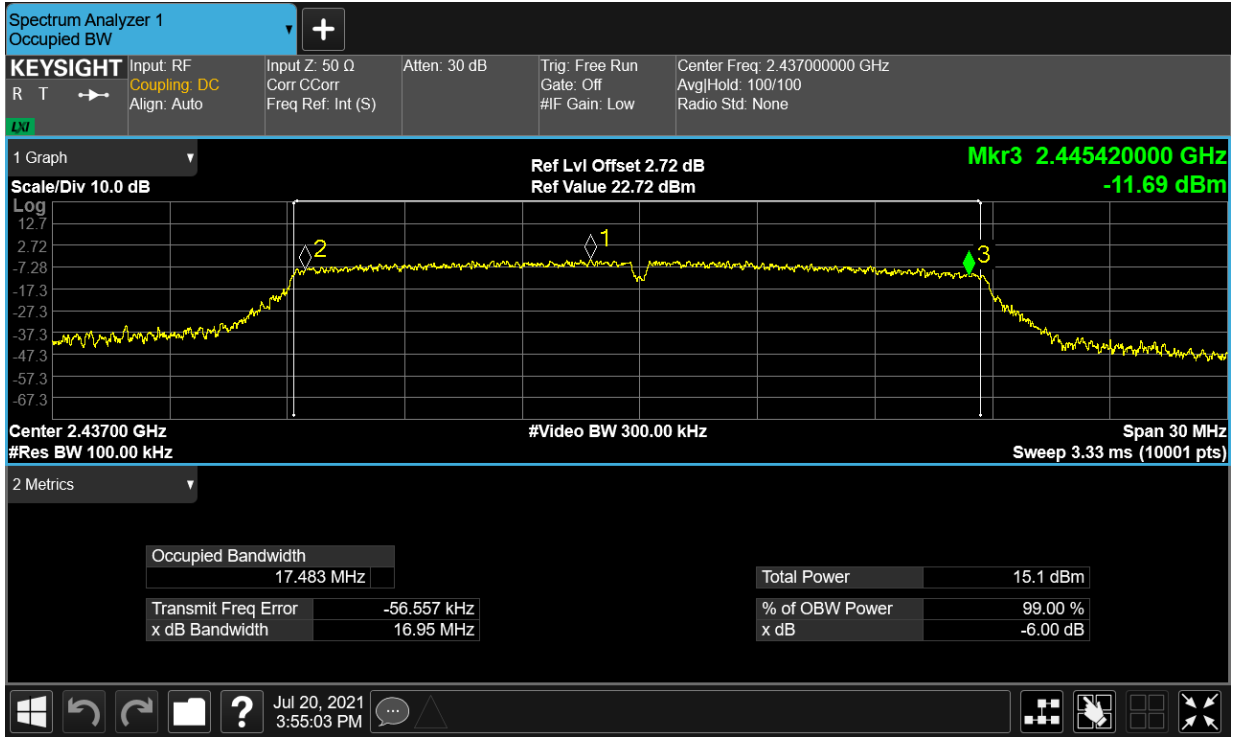 Spectrum Analyzer 1
Occupied BW
▼
+
KEYSIGHT
R T
LXI
Input: RF
Coupling: DC
Align: Auto
Input Z: 50 Ω
Corr CCorr
Freq Ref: Int (S)
Atten: 30 dB
Trig: Free Run
Gate: Off
#IF Gain: Low
Center Freq: 2.437000000 GHz
Avg|Hold: 100/100
Radio Std: None
1 Graph ▼
Scale/Div 10.0 dB
Ref Lvl Offset 2.72 dB
Ref Value 22.72 dBm
Mkr3 2.445420000 GHz
-11.69 dBm
Log
12.7
2.72
-7.28
-17.3
-27.3
-37.3
-47.3
-57.3
-67.3
2
1
3
Center 2.43700 GHz
#Res BW 100.00 kHz
#Video BW 300.00 kHz
Span 30 MHz
Sweep 3.33 ms (10001 pts)
2 Metrics ▼
Occupied Bandwidth
17.483 MHz
Transmit Freq Error -56.557 kHz
x dB Bandwidth 16.95 MHz
Total Power 15.1 dBm
% of OBW Power 99.00 %
x dB -6.00 dB
?
Jul 20, 2021
3:55:03 PM